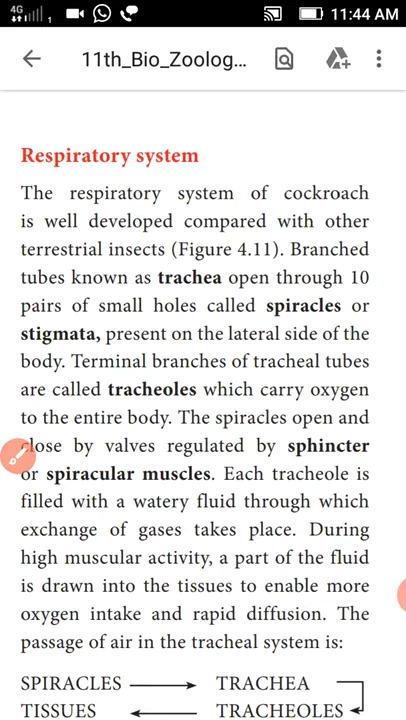 4G
1
11:44 AM
11th_Bio_Zoolog...
Respiratory system
The respiratory system of cockroach
is well developed compared with other
terrestrial insects (Figure 4.11). Branched
tubes known as trachea open through 10
pairs of small holes called spiracles or
stigmata, present on the lateral side of the
body. Terminal branches of tracheal tubes
are called tracheoles which carry oxygen
to the entire body. The spiracles open and
close by valves regulated by sphincter
or spiracular muscles. Each tracheole is
filled with a watery fluid through which
exchange of gases takes place. During
high muscular activity, a part of the fluid
is drawn into the tissues to enable more
oxygen intake and rapid diffusion. The
passage of air in the tracheal system is:
SPIRACLES TRACHEA
TISSUES TRACHEOLES